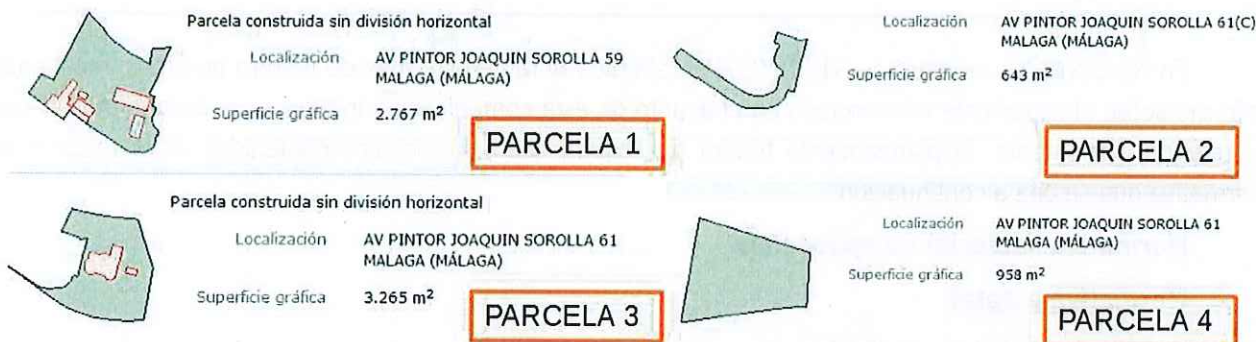 Parcela construida sin división horizontal
Localización AV PINTOR JOAQUIN SOROLLA 59
MALAGA (MÁLAGA)
Superficie gráfica 2.767 m²
PARCELA 1
Localización AV PINTOR JOAQUIN SOROLLA 61(C)
MALAGA (MÁLAGA)
Superficie gráfica 643 m²
PARCELA 2
Parcela construida sin división horizontal
Localización AV PINTOR JOAQUIN SOROLLA 61
MALAGA (MÁLAGA)
Superficie gráfica 3.265 m²
PARCELA 3
Localización AV PINTOR JOAQUIN SOROLLA 61
MALAGA (MÁLAGA)
Superficie gráfica 958 m²
PARCELA 4